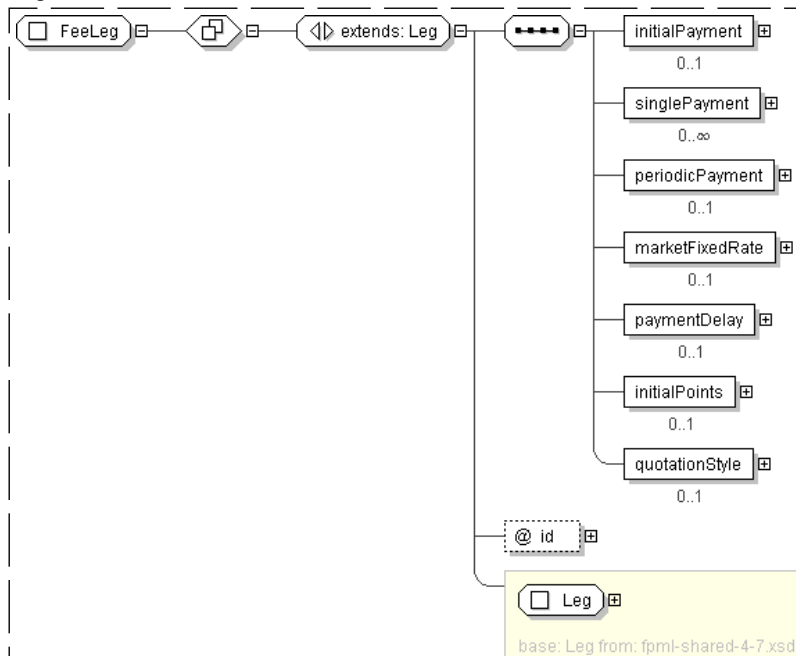 FeeLeg extends: Leg initialPayment
0..1
singlePayment
0..∞
periodicPayment
0..1
marketFixedRate
0..1
paymentDelay
0..1
initialPoints
0..1
quotationStyle
0..1
@ id
Leg
base: Leg from: fpml-shared-4-7.xsd